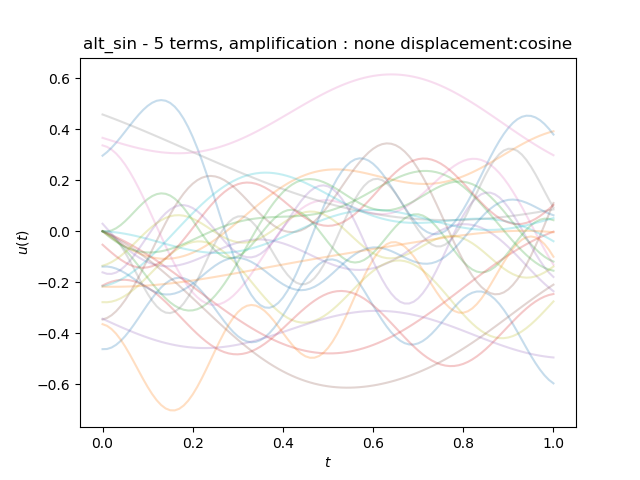 alt_sin - 5 terms, amplification : none displacement:cosine
0.6
0.4
0.2
0.0
−0.2
−0.4
−0.6
u(t)
0.0 0.2 0.4 0.6 0.8 1.0
t